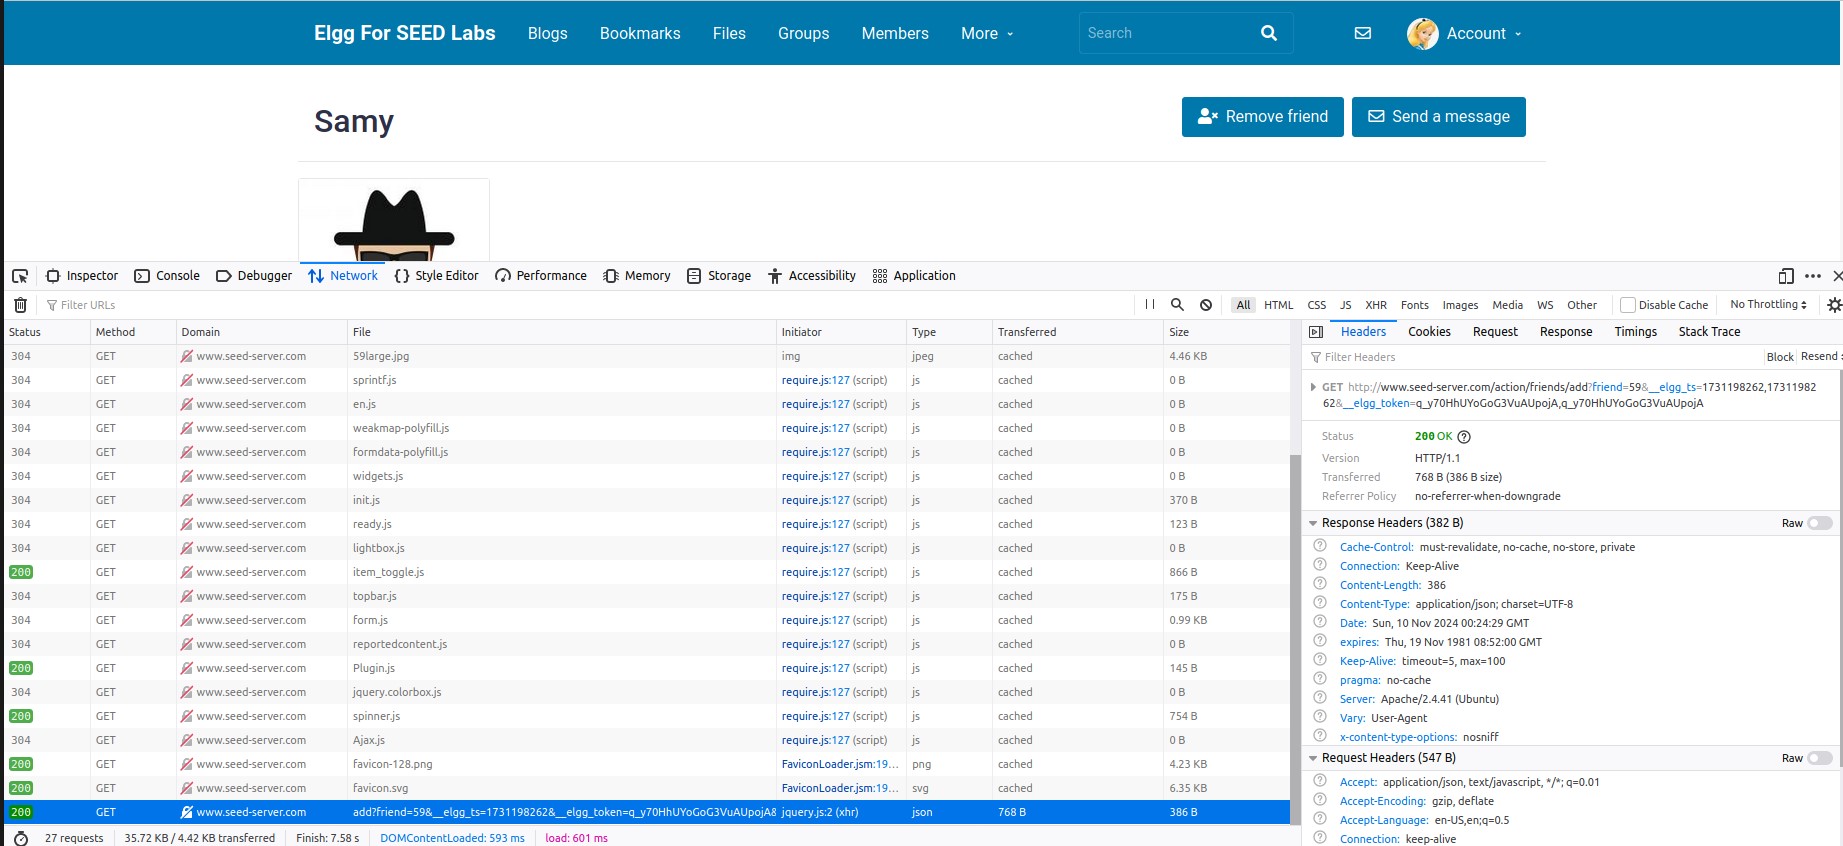 Elgg For SEED Labs Blogs Bookmarks Files Groups Members More Search Account
Samy Remove friend Send a message
Inspector Console Debugger Network Style Editor Performance Memory Storage Accessibility Application
Filter URLs All HTML CSS JS XHR Fonts Images Media WS Other Disable Cache No Throttling
Status Method Domain File Initiator Type Transferred Size
304 GET www.seed-server.com 59large.jpg img jpeg cached 4.46 KB
304 GET www.seed-server.com sprintf.js require.js:127 (script) js cached 0 B
304 GET www.seed-server.com en.js require.js:127 (script) js cached 0 B
304 GET www.seed-server.com weakmap-polyfill.js require.js:127 (script) js cached 0 B
304 GET www.seed-server.com formdata-polyfill.js require.js:127 (script) js cached 0 B
304 GET www.seed-server.com widgets.js require.js:127 (script) js cached 0 B
304 GET www.seed-server.com init.js require.js:127 (script) js cached 370 B
304 GET www.seed-server.com ready.js require.js:127 (script) js cached 123 B
304 GET www.seed-server.com lightbox.js require.js:127 (script) js cached 0 B
200 GET www.seed-server.com item_toggle.js require.js:127 (script) js cached 866 B
304 GET www.seed-server.com topbar.js require.js:127 (script) js cached 175 B
304 GET www.seed-server.com form.js require.js:127 (script) js cached 0.99 KB
304 GET www.seed-server.com reportedcontent.js require.js:127 (script) js cached 0 B
200 GET www.seed-server.com Plugin.js require.js:127 (script) js cached 145 B
304 GET www.seed-server.com jquery.colorbox.js require.js:127 (script) js cached 0 B
200 GET www.seed-server.com spinner.js require.js:127 (script) js cached 754 B
304 GET www.seed-server.com Ajax.js require.js:127 (script) js cached 0 B
200 GET www.seed-server.com favicon-128.png FaviconLoader.jsm:19... png cached 4.23 KB
200 GET www.seed-server.com favicon.svg FaviconLoader.jsm:19... svg cached 6.35 KB
200 GET www.seed-server.com add?friend=59&__elgg_ts=1731198262&__elgg_token=q_y70HhUYoGoG3VuAUpojA& jquery.js:2 (xhr) json 768 B 386 B
27 requests 35.72 KB / 4.42 KB transferred Finish: 7.58 s DOMContentLoaded: 593 ms load: 601 ms
Headers Cookies Request Response Timings Stack Trace
Filter Headers Block Resend
GET http://www.seed-server.com/action/friends/add?friend=59&__elgg_ts=1731198262,17311982
62&__elgg_token=q_y70HhUYoGoG3VuAUpojA,q_y70HhUYoGoG3VuAUpojA
Status 200 OK
Version HTTP/1.1
Transferred 768 B (386 B size)
Referrer Policy no-referrer-when-downgrade
Response Headers (382 B) Raw
Cache-Control: must-revalidate, no-cache, no-store, private
Connection: Keep-Alive
Content-Length: 386
Content-Type: application/json; charset=UTF-8
Date: Sun, 10 Nov 2024 00:24:29 GMT
expires: Thu, 19 Nov 1981 08:52:00 GMT
Keep-Alive: timeout=5, max=100
pragma: no-cache
Server: Apache/2.4.41 (Ubuntu)
Vary: User-Agent
x-content-type-options: nosniff
Request Headers (547 B) Raw
Accept: application/json, text/javascript, */*; q=0.01
Accept-Encoding: gzip, deflate
Accept-Language: en-US,en;q=0.5
Connection: keep-alive